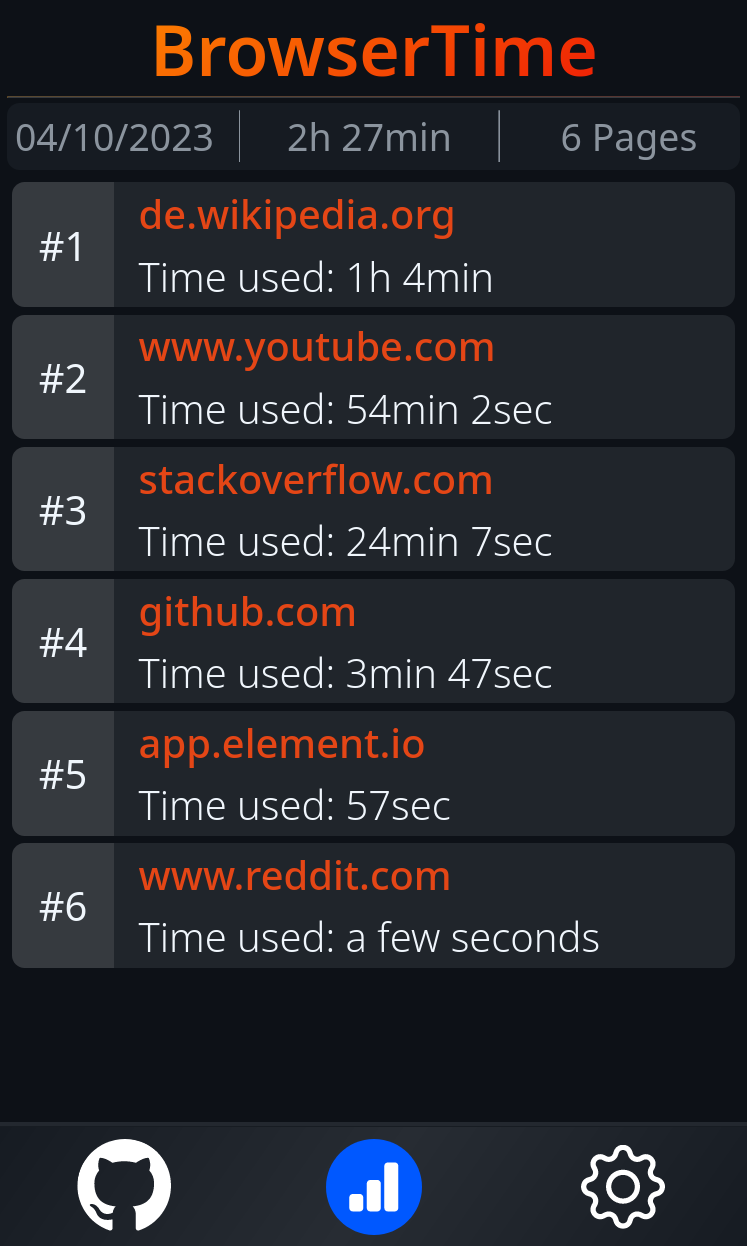 BrowserTime
04/10/2023 2h 27min 6 Pages
#1
de.wikipedia.org
Time used: 1h 4min
#2
www.youtube.com
Time used: 54min 2sec
#3
stackoverflow.com
Time used: 24min 7sec
#4
github.com
Time used: 3min 47sec
#5
app.element.io
Time used: 57sec
#6
www.reddit.com
Time used: a few seconds